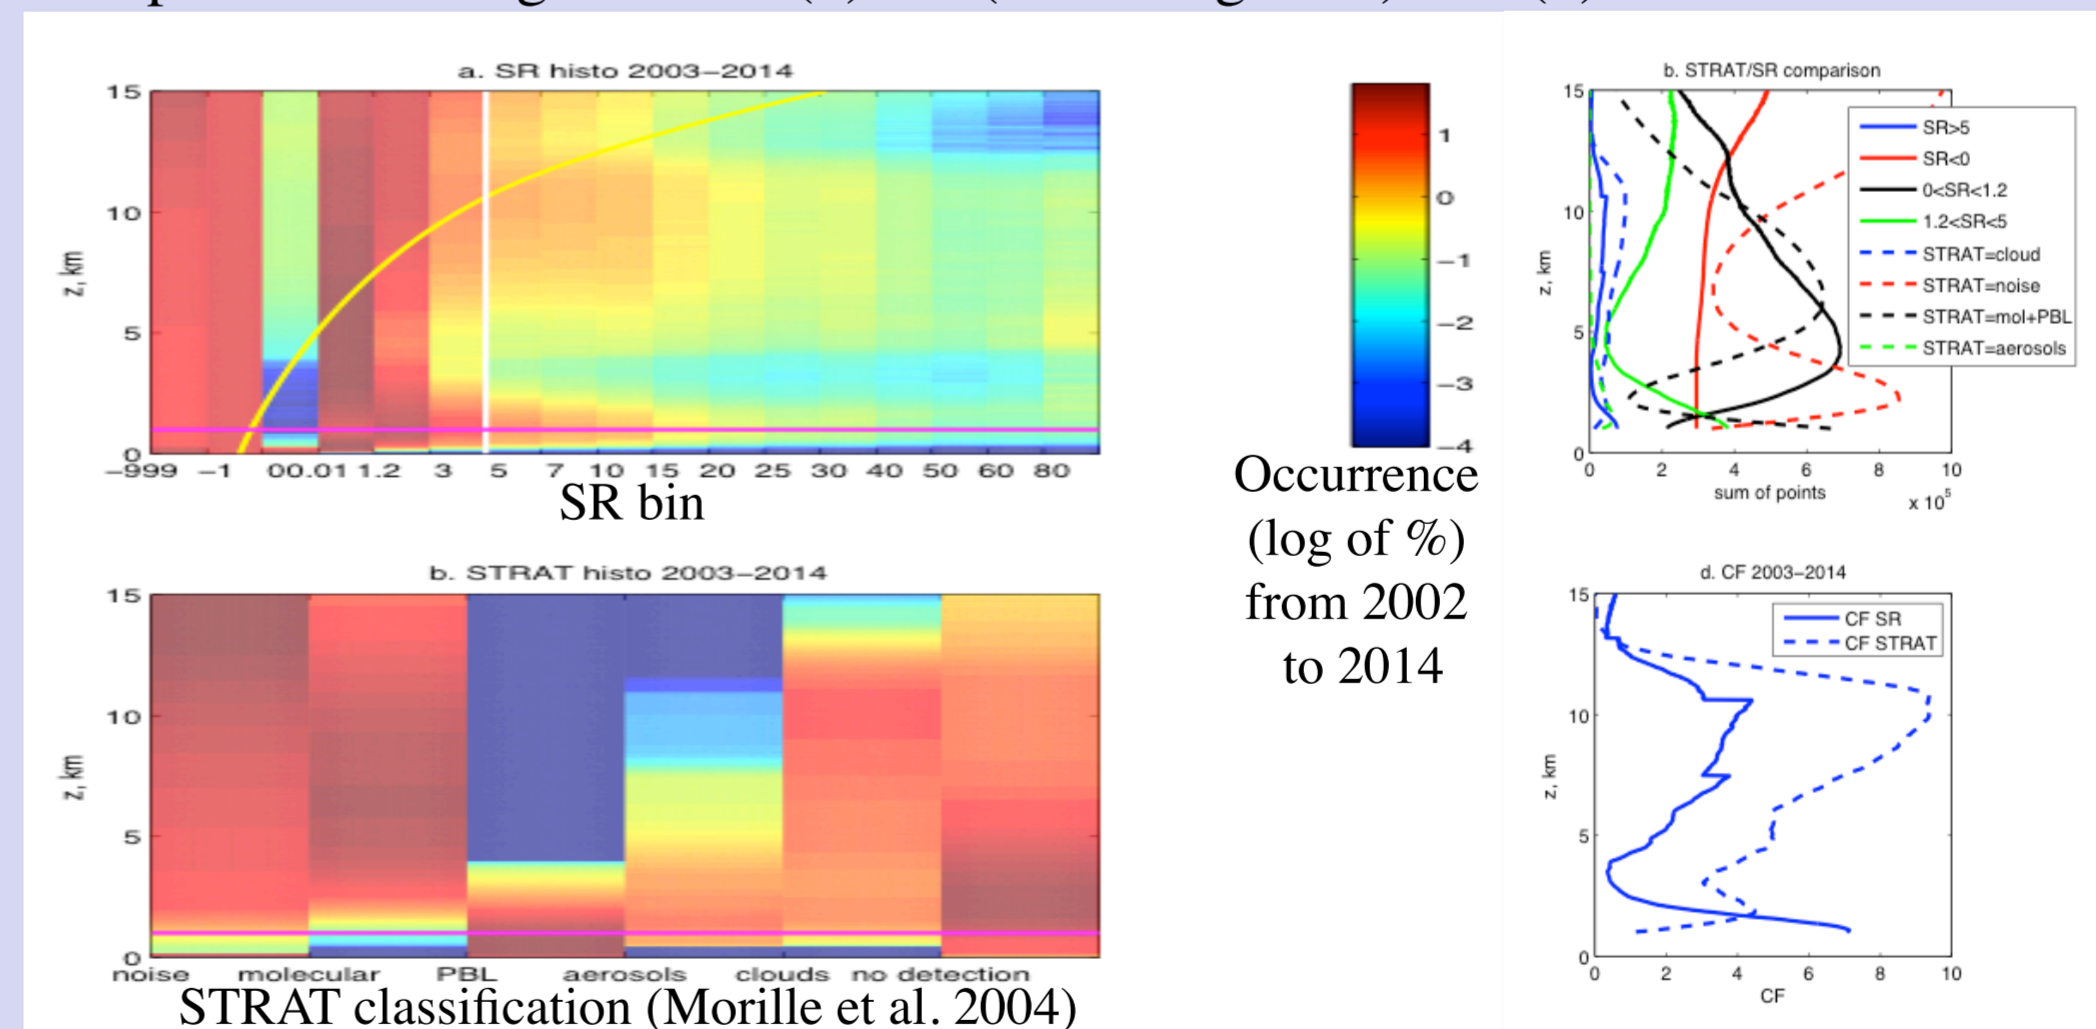 a. SR histo 2003−2014
15
10
5
0
z, km
−9999 −1 00.01 1.2 3 5 7 10 15 20 25 30 40 50 60 80
SR bin
1
0
−1
−2
−3
−4
Occurrence
(log of %)
from 2002
to 2014
b. STRAT/SR comparison
15
10
5
0
z, km
SR>5
SR<0
0<SR<1.2
1.2<SR<5
STRAT=cloud
STRAT=noise
STRAT=mol+PBL
STRAT=aerosols
0 2 4 6 8 10
sum of points
x 10⁵
b. STRAT histo 2003−2014
15
10
5
0
z, km
noise molecular PBL aerosols clouds no detection
STRAT classification (Morille et al. 2004)
d. CF 2003−2014
15
10
5
0
z, km
CF SR
CF STRAT
0 2 4 6 8 10
CF